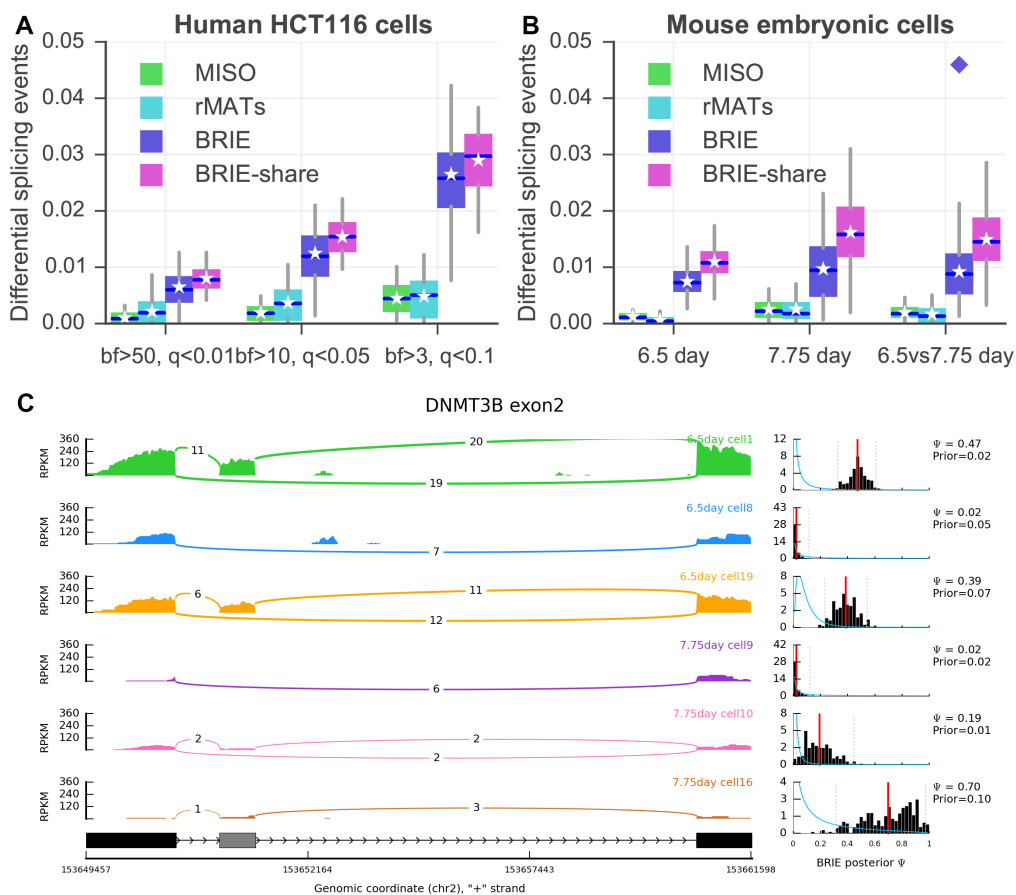 A
Human HCT116 cells
Differential splicing events
0.05
0.04
0.03
0.02
0.01
0.00
MISO
rMATs
BRIE
BRIE-share
bf>50, q<0.01
bf>10, q<0.05
bf>3, q<0.1
B
Mouse embryonic cells
Differential splicing events
0.05
0.04
0.03
0.02
0.01
0.00
MISO
rMATs
BRIE
BRIE-share
6.5 day
7.75 day
6.5vs7.75 day
C
DNMT3B exon2
RPKM
360
240
120
11
20
19
6.5day cell1
12
8
4
0
Ψ = 0.47
Prior=0.02
RPKM
360
240
120
7
6.5day cell8
43
28
14
0
Ψ = 0.02
Prior=0.05
RPKM
360
240
120
6
11
12
6.5day cell19
8
5
2
0
Ψ = 0.39
Prior=0.07
RPKM
360
240
120
6
7.75day cell9
42
28
14
0
Ψ = 0.02
Prior=0.02
RPKM
360
240
120
2
2
2
7.75day cell10
8
5
2
0
Ψ = 0.19
Prior=0.01
RPKM
360
240
120
1
3
7.75day cell16
4
3
1
0
Ψ = 0.70
Prior=0.10
0.0 0.2 0.4 0.6 0.8 1
BRIE posterior Ψ
153649457 153652164 153657443 153661598
Genomic coordinate (chr2), "+" strand